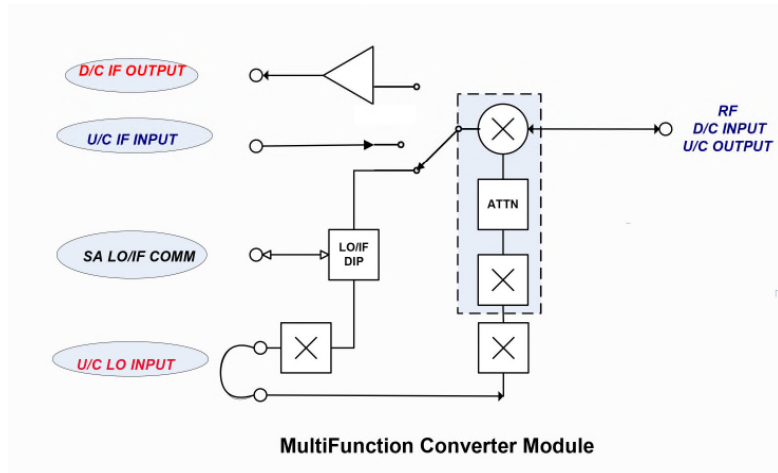 D/C IF OUTPUT
U/C IF INPUT
RF
D/C INPUT
U/C OUTPUT
ATTN
SA LO/IF COMM
LO/IF
DIP
U/C LO INPUT
MultiFunction Converter Module